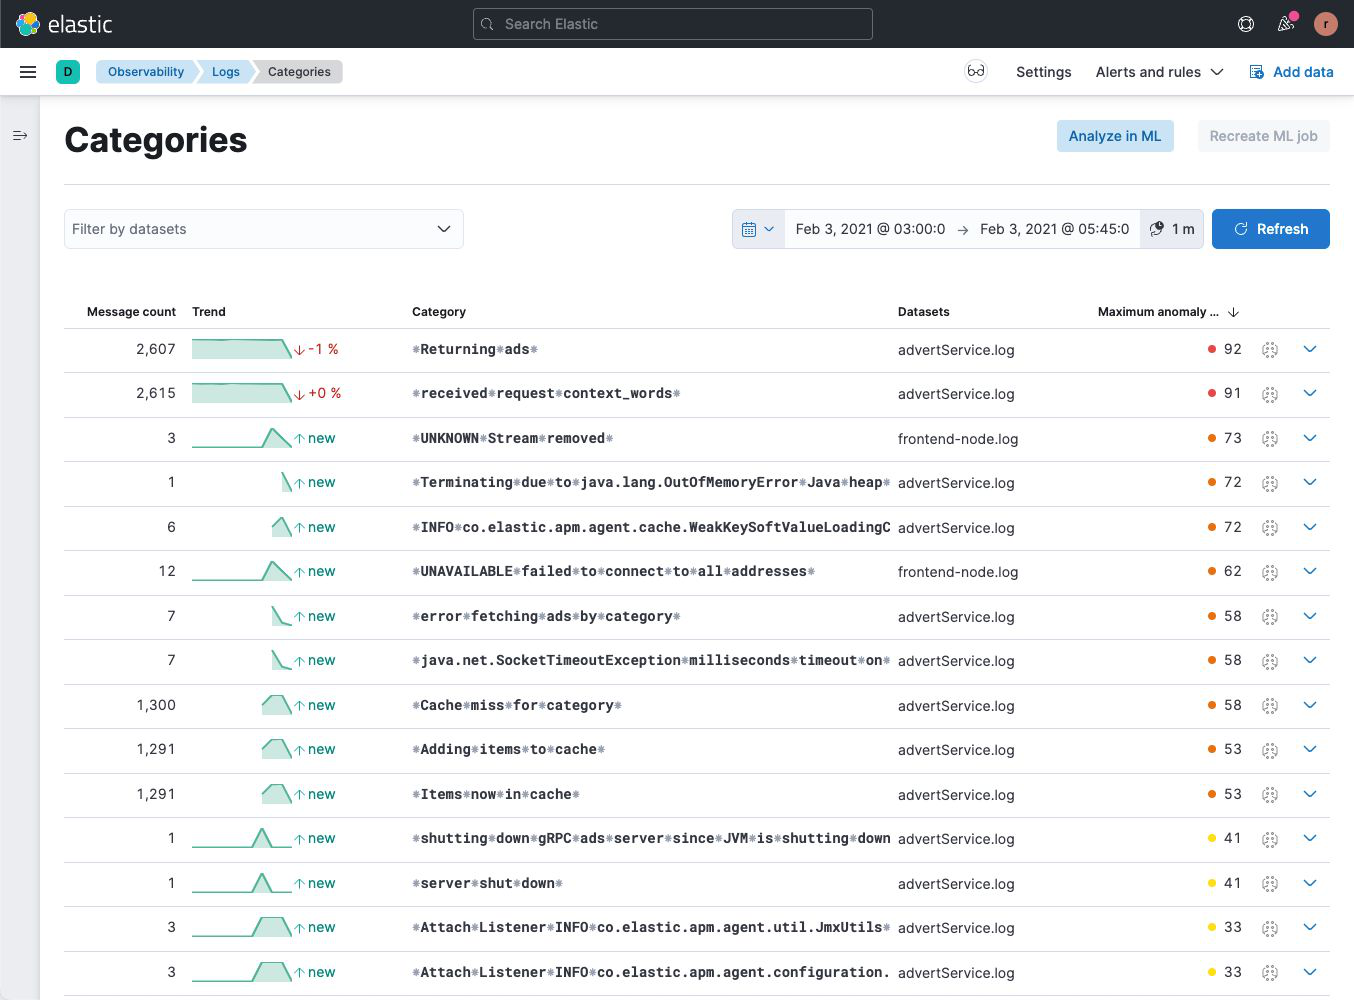 elastic
Search Elastic
r
D
Observability
Logs
Categories
Settings
Alerts and rules
Add data
Categories
Analyze in ML
Recreate ML job
Filter by datasets
Feb 3, 2021 @ 03:00:0 → Feb 3, 2021 @ 05:45:0
1 m
Refresh
Message count Trend Category Datasets Maximum anomaly ... ↓
2,607 ↓ -1 % *Returning*ads* advertService.log 92
2,615 ↓ +0 % *received*request*context_words* advertService.log 91
3 ↑ new *UNKNOWN*Stream*removed* frontend-node.log 73
1 ↑ new *Terminating*due*to*java.lang.OutOfMemoryError*Java*heap* advertService.log 72
6 ↑ new *INFO*co.elastic.apm.agent.cache.WeakKeySoftValueLoadingC advertService.log 72
12 ↑ new *UNAVAILABLE*failed*to*connect*to*all*addresses* frontend-node.log 62
7 ↑ new *error*fetching*ads*by*category* advertService.log 58
7 ↑ new *java.net.SocketTimeoutException*milliseconds*timeout*on* advertService.log 58
1,300 ↑ new *Cache*miss*for*category* advertService.log 58
1,291 ↑ new *Adding*items*to*cache* advertService.log 53
1,291 ↑ new *Items*now*in*cache* advertService.log 53
1 ↑ new *shutting*down*gRPC*ads*server*since*JVM*is*shutting*down advertService.log 41
1 ↑ new *server*shut*down* advertService.log 41
3 ↑ new *Attach*Listener*INFO*co.elastic.apm.agent.util.JmxUtils* advertService.log 33
3 ↑ new *Attach*Listener*INFO*co.elastic.apm.agent.configuration. advertService.log 33